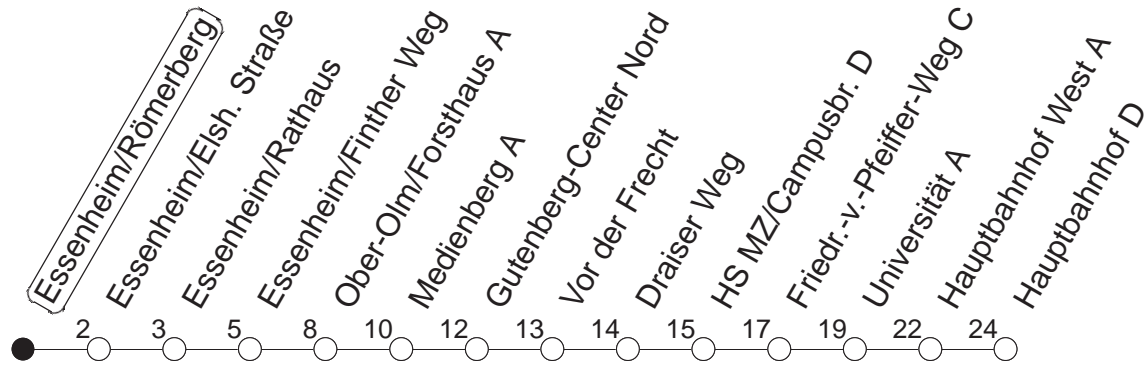 Essenheim/Römerberg
Essenheim/Elsh. Straße
Essenheim/Rathaus
Essenheim/Finther Weg
Ober-Olm/Forsthaus A
Medienberg A
Gutenberg-Center Nord
Vor der Frecht
Draiser Weg
HS MZ/Campusbr. D
Friedr.-v.-Pfeiffer-Weg C
Universität A
Hauptbahnhof West A
Hauptbahnhof D
2 3 5 8 10 12 13 14 15 17 19 22 24